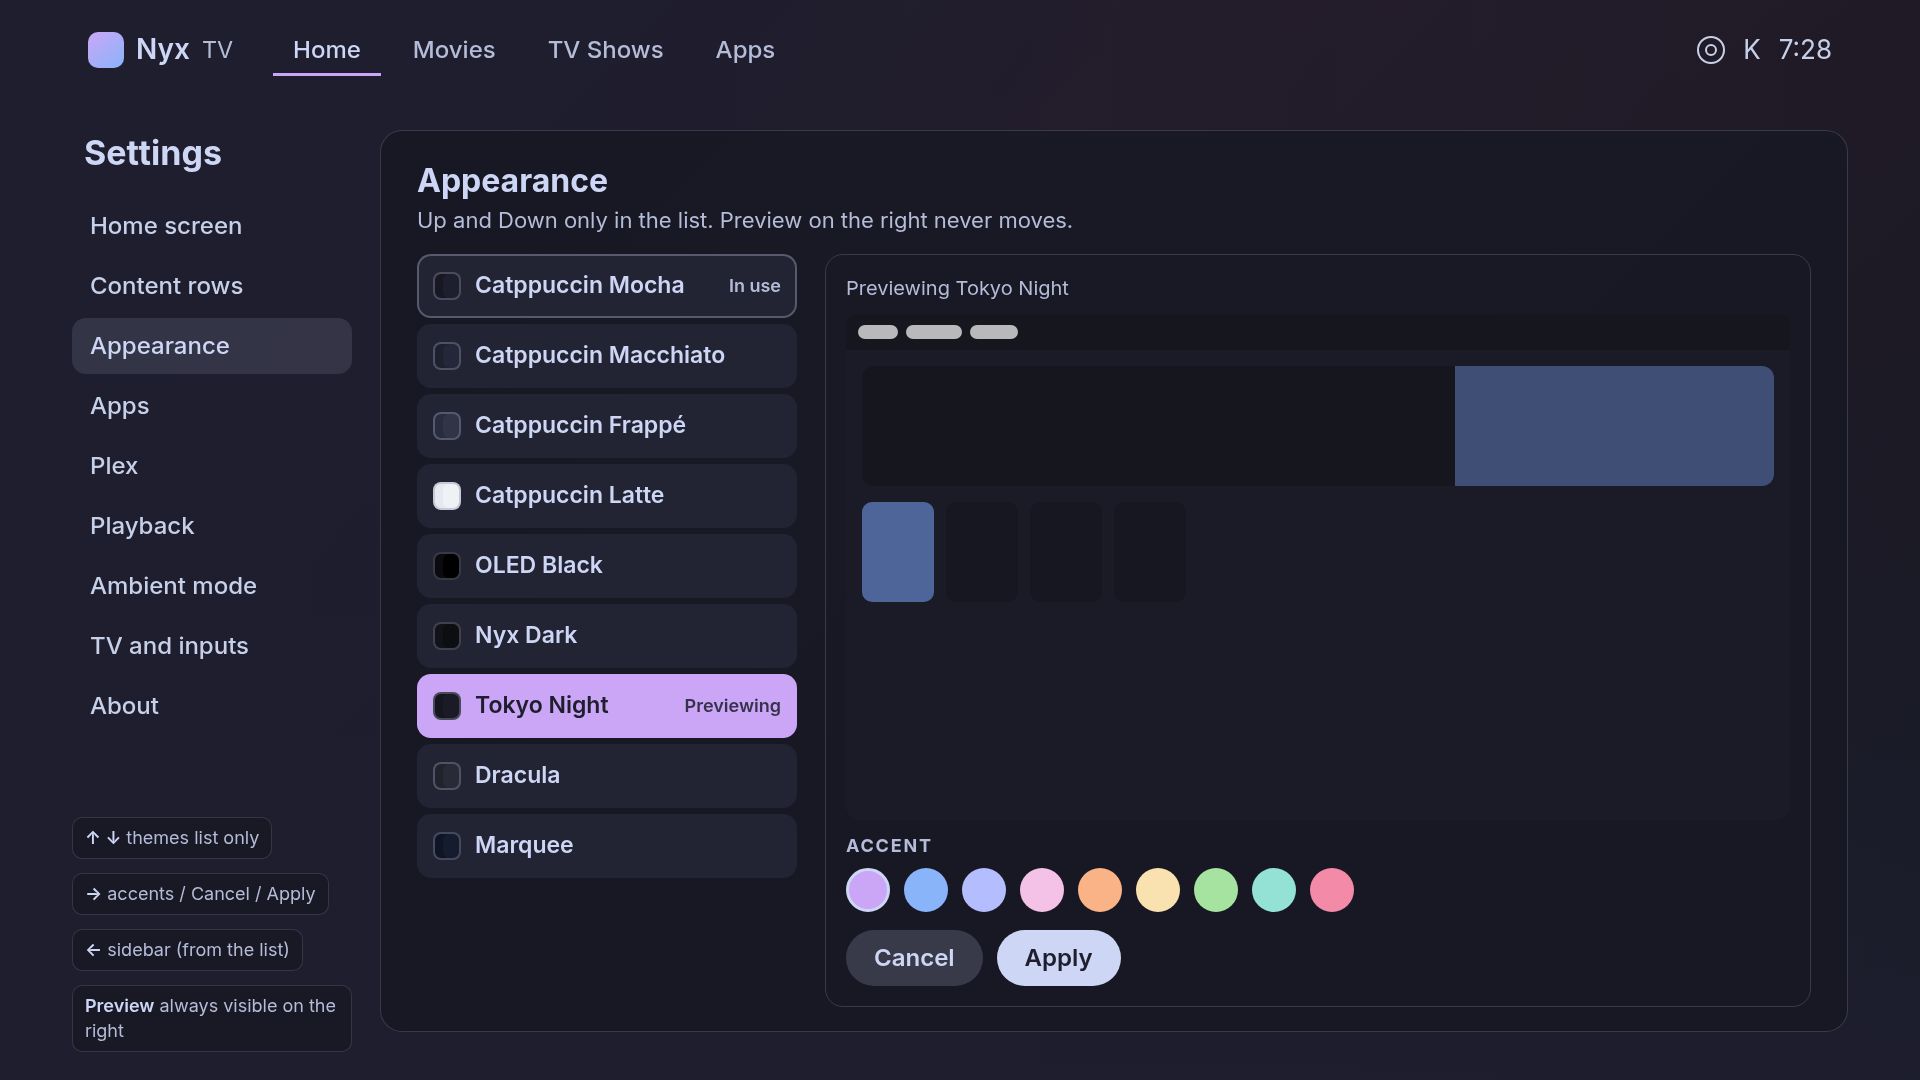 Nyx TV
Home
Movies
TV Shows
Apps
K
7:28
Settings
Home screen
Content rows
Appearance
Apps
Plex
Playback
Ambient mode
TV and inputs
About
↑ ↓ themes list only
→ accents / Cancel / Apply
← sidebar (from the list)
Preview always visible on the
right
Appearance
Up and Down only in the list. Preview on the right never moves.
Catppuccin Mocha In use
Catppuccin Macchiato
Catppuccin Frappé
Catppuccin Latte
OLED Black
Nyx Dark
Tokyo Night Previewing
Dracula
Marquee
Previewing Tokyo Night
ACCENT
Cancel
Apply